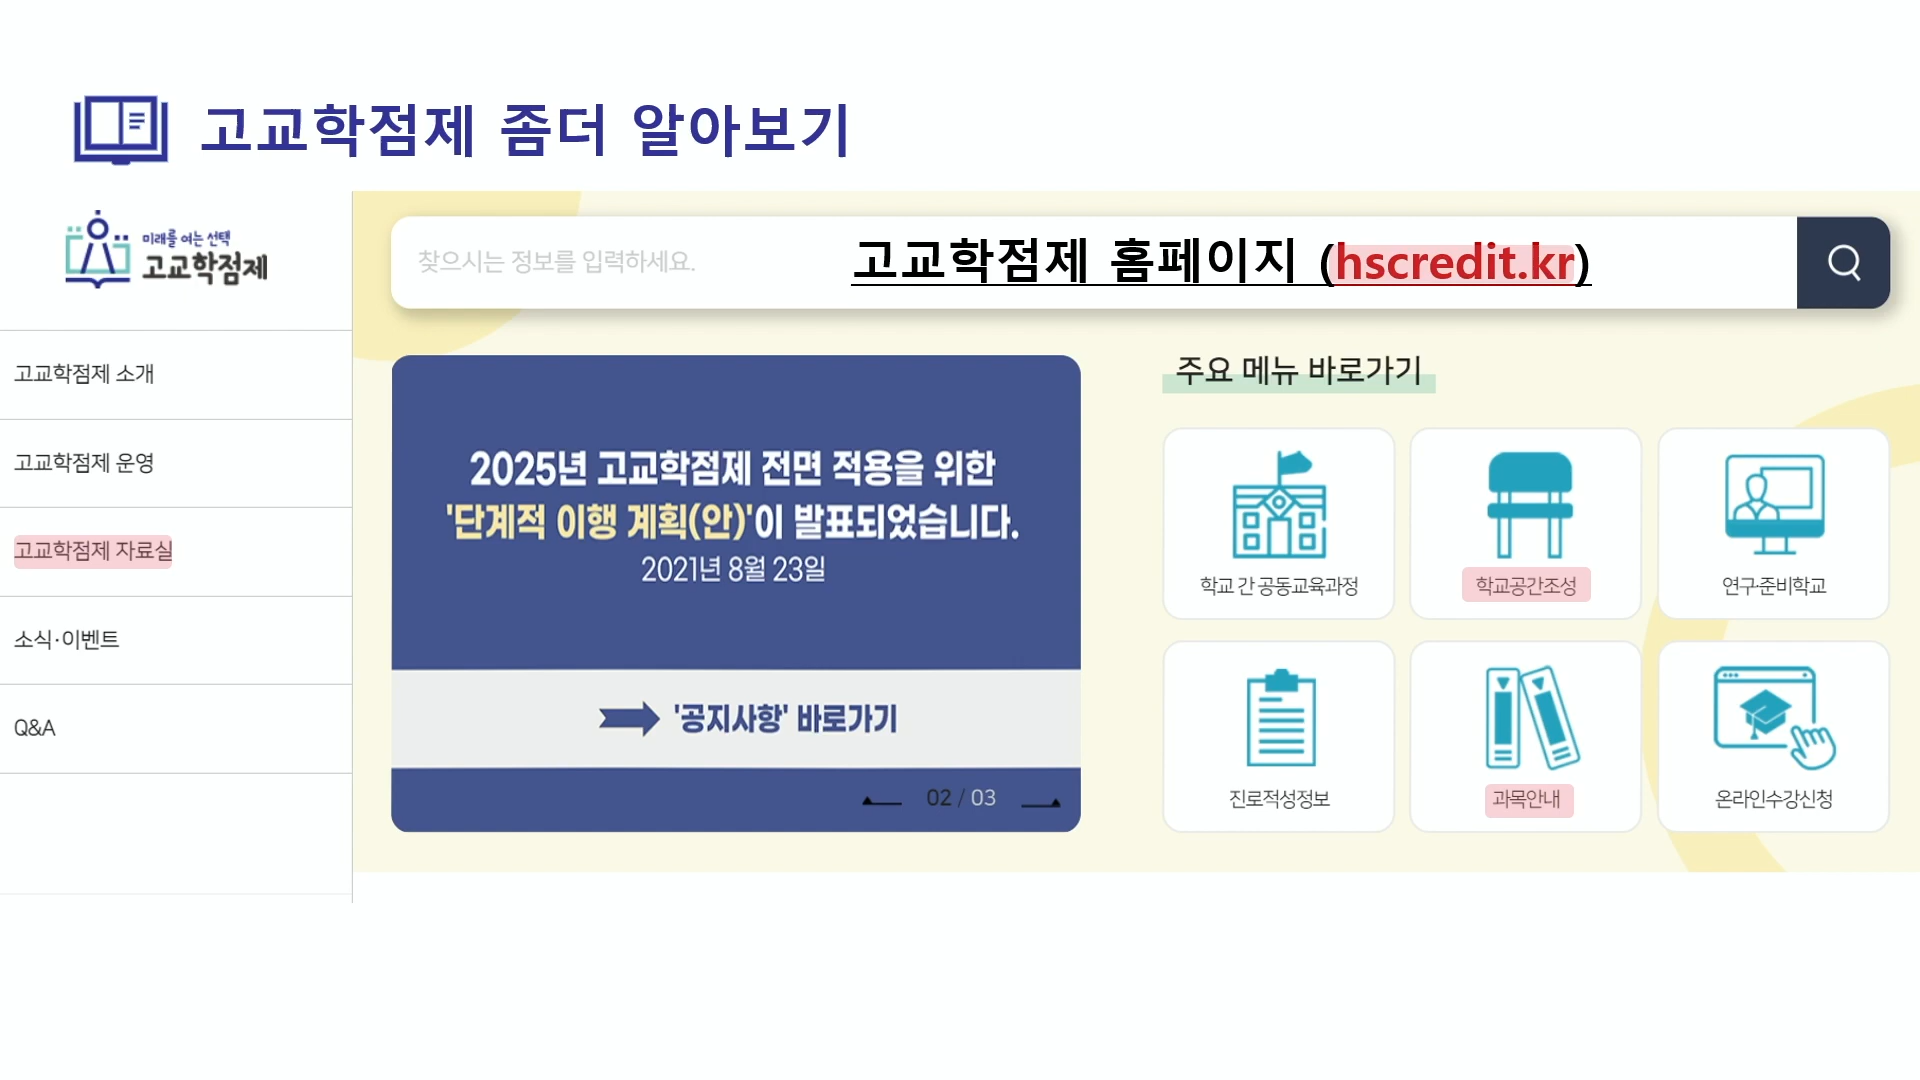 고교학점제 좀더 알아보기
미래를 여는 선택
고교학점제
고교학점제 소개
고교학점제 운영
고교학점제 자료실
소식·이벤트
Q&A
찾으시는 정보를 입력하세요.
고교학점제 홈페이지 (hscredit.kr)
2025년 고교학점제 전면 적용을 위한
'단계적 이행 계획(안)'이 발표되었습니다.
2021년 8월 23일
'공지사항' 바로가기
02 / 03
주요 메뉴 바로가기
학교 간 공동교육과정
학교공간조성
연구·준비학교
진로적성정보
과목안내
온라인수강신청